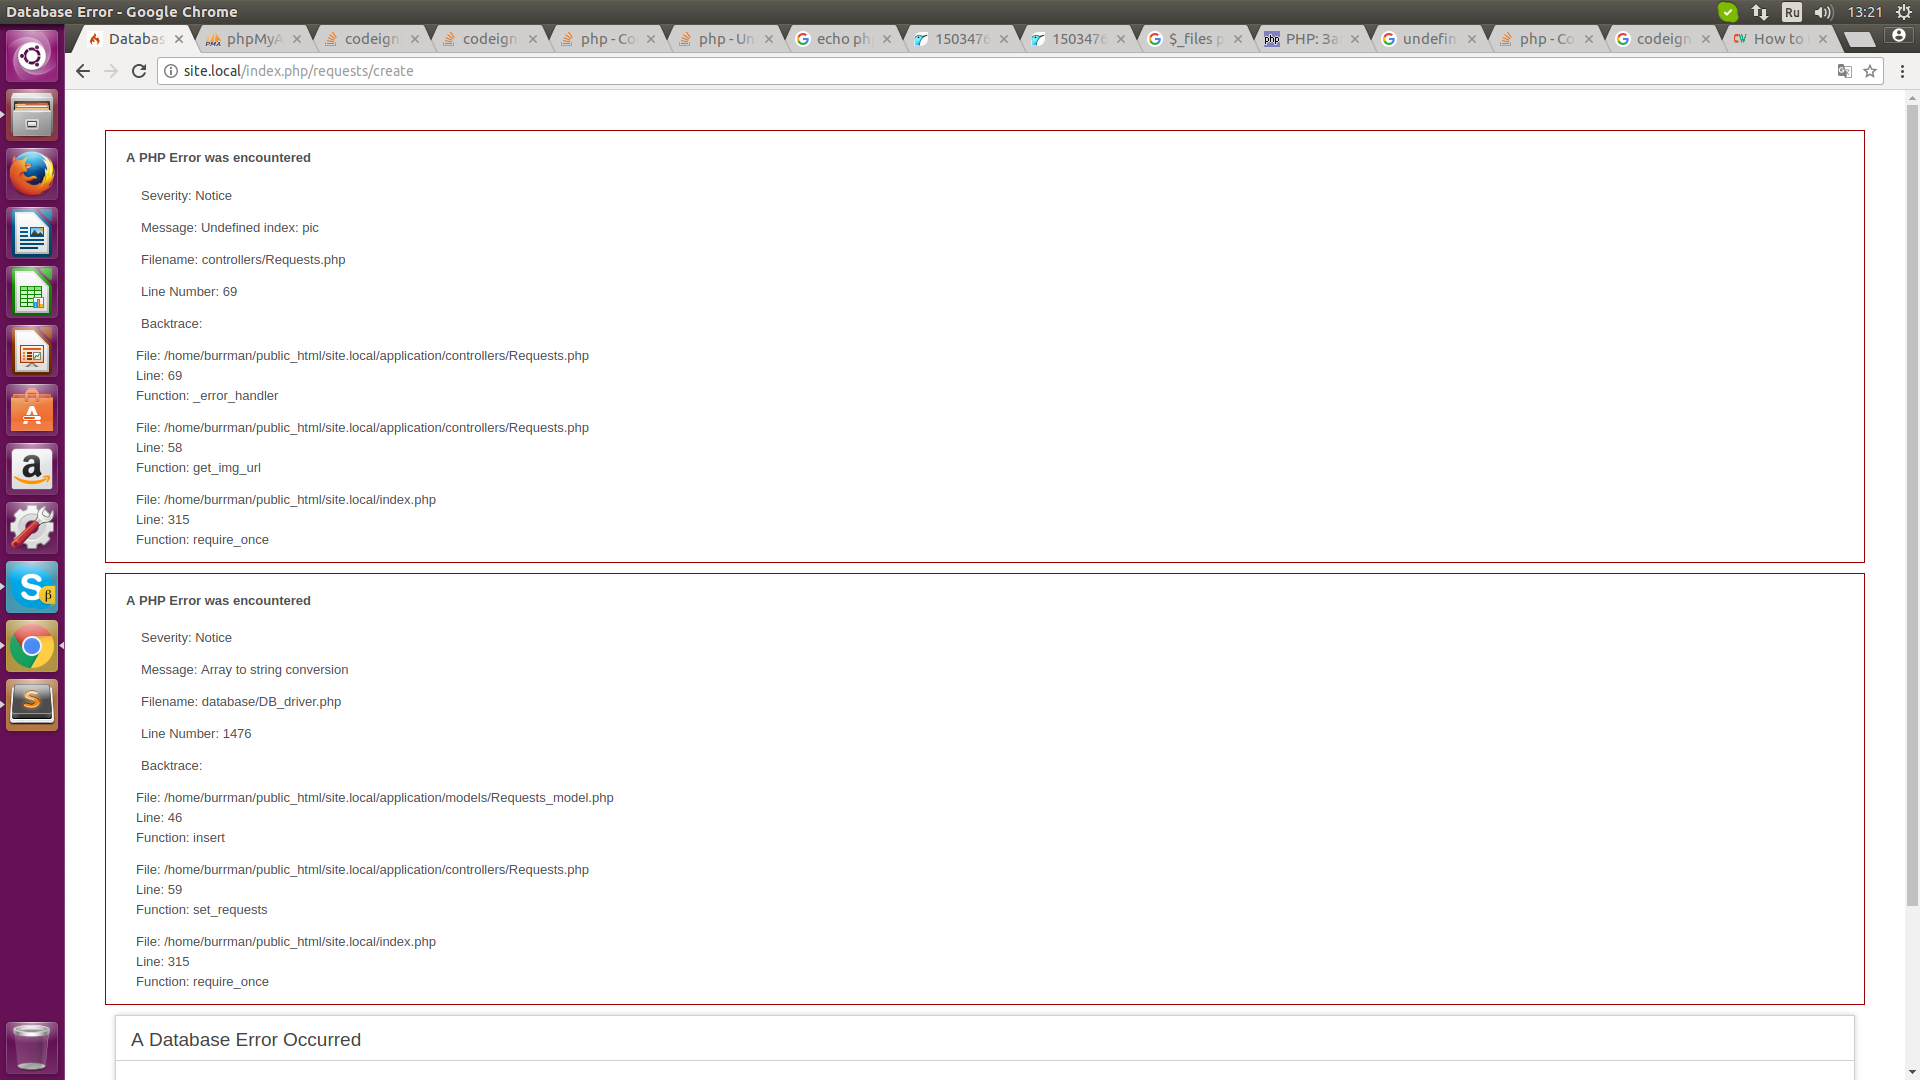 Database Error - Google Chrome
Ru
13:21
Databas
phpMyA
codeign
codeign
php - Co
php - Un
echo ph
1503476
1503476
$_files p
PHP: За
undefin
php - Co
codeign
How to
site.local/index.php/requests/create
A PHP Error was encountered
Severity: Notice
Message: Undefined index: pic
Filename: controllers/Requests.php
Line Number: 69
Backtrace:
File: /home/burrman/public_html/site.local/application/controllers/Requests.php
Line: 69
Function: _error_handler
File: /home/burrman/public_html/site.local/application/controllers/Requests.php
Line: 58
Function: get_img_url
File: /home/burrman/public_html/site.local/index.php
Line: 315
Function: require_once
A PHP Error was encountered
Severity: Notice
Message: Array to string conversion
Filename: database/DB_driver.php
Line Number: 1476
Backtrace:
File: /home/burrman/public_html/site.local/application/models/Requests_model.php
Line: 46
Function: insert
File: /home/burrman/public_html/site.local/application/controllers/Requests.php
Line: 59
Function: set_requests
File: /home/burrman/public_html/site.local/index.php
Line: 315
Function: require_once
A Database Error Occurred